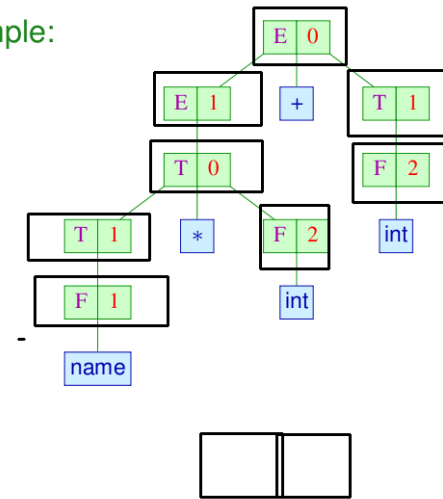 mple:
E 0
E 1 + T 1
T 0 F 2
T 1 * F 2 int
F 1 int
name